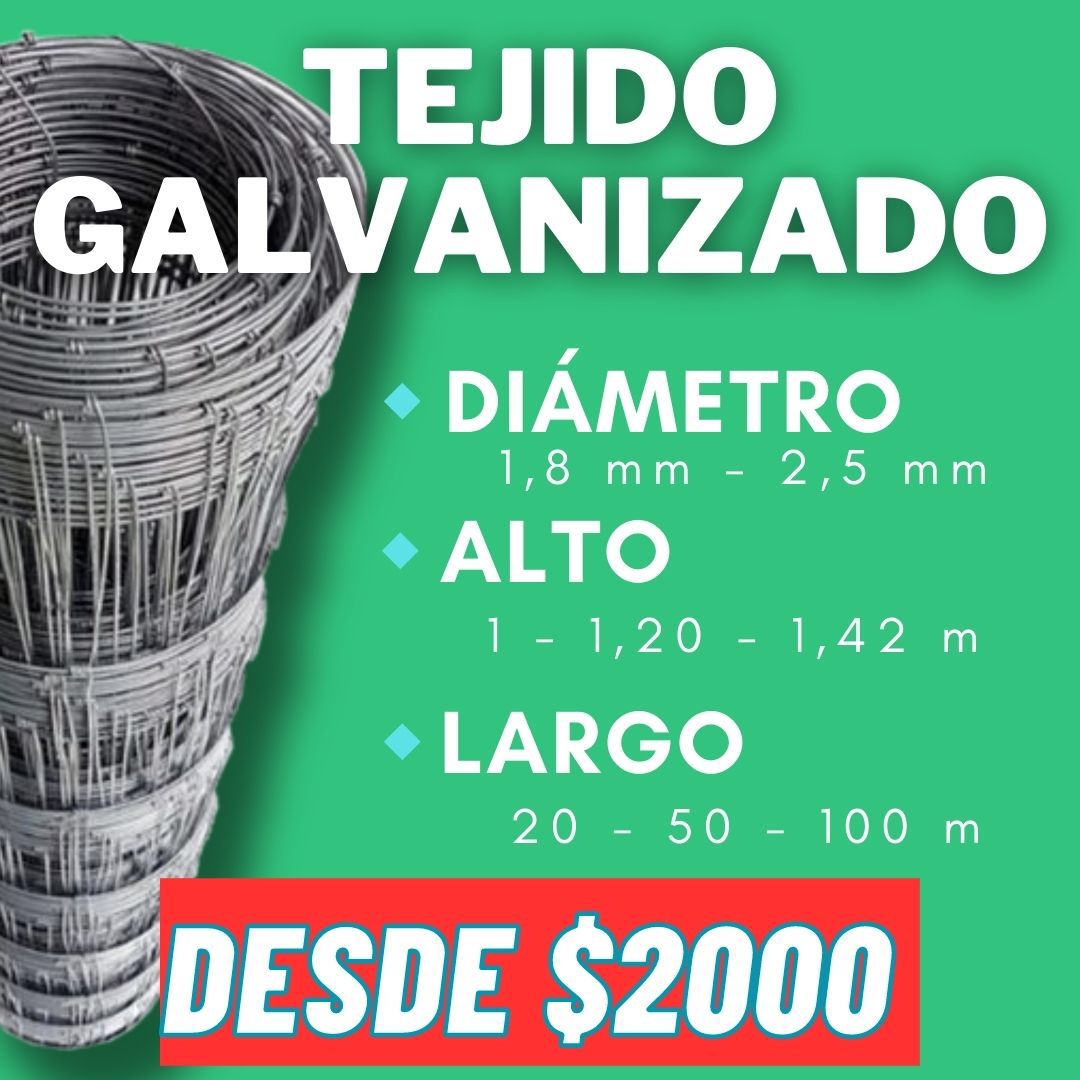 TEJIDO
GALVANIZADO
DIÁMETRO
1,8 mm - 2,5 mm
ALTO
1 - 1,20 - 1,42 m
LARGO
20 - 50 - 100 m
DESDE $2000